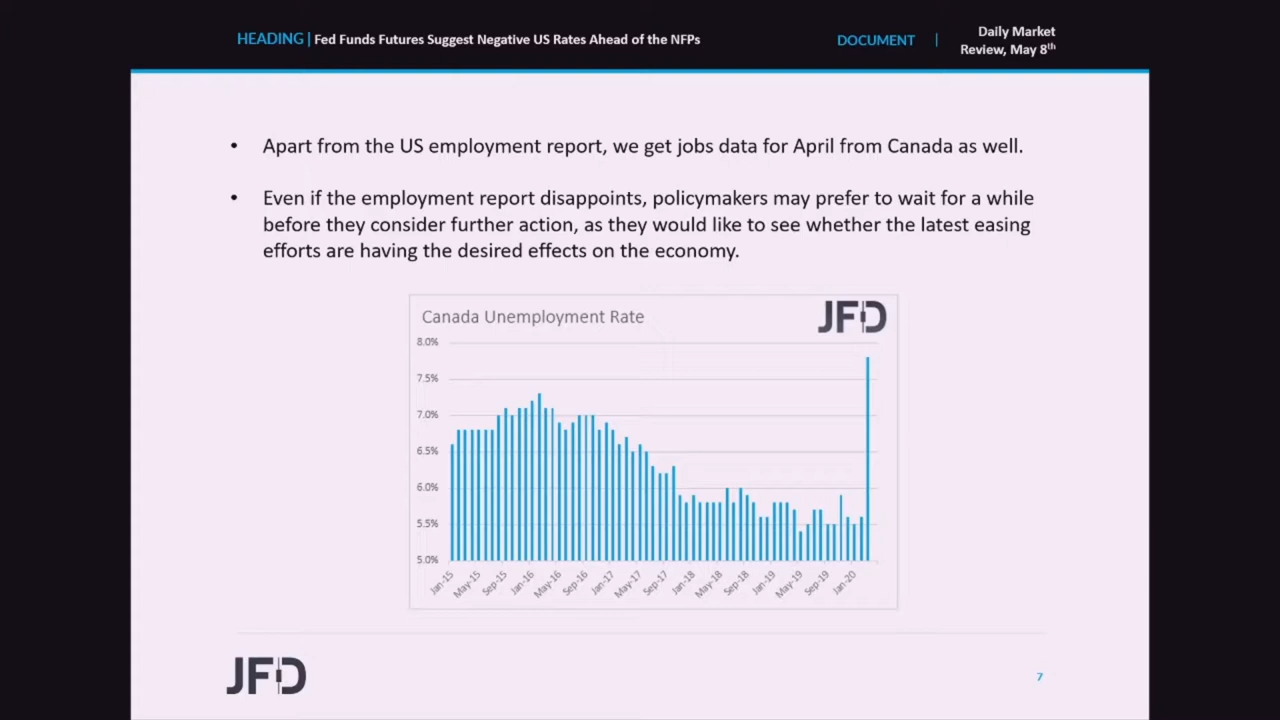 HEADING | Fed Funds Futures Suggest Negative US Rates Ahead of the NFPs
DOCUMENT |
Daily Market
Review, May 8th
• Apart from the US employment report, we get jobs data for April from Canada as well.
• Even if the employment report disappoints, policymakers may prefer to wait for a while
before they consider further action, as they would like to see whether the latest easing
efforts are having the desired effects on the economy.
Canada Unemployment Rate
JFD
8.0%
7.5%
7.0%
6.5%
6.0%
5.5%
5.0%
Jan-15 May-15 Sep-15 Jan-16 May-16 Sep-16 Jan-17 May-17 Sep-17 Jan-18 May-18 Sep-18 Jan-19 May-19 Sep-19 Jan-20
JFD
7